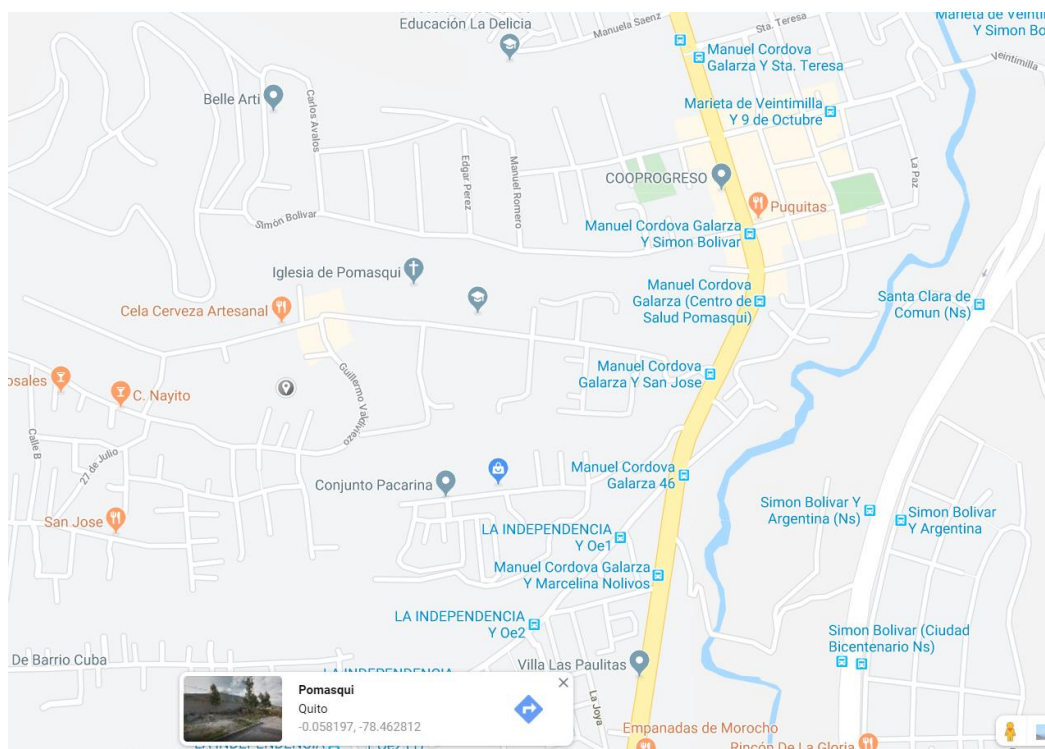 Educación La Delicia
Manuela Saenz
Sta. Teresa
Marieta de Veintim
Y Simon Bo
Manuel Cordova
Galarza Y Sta. Teresa
Veintimilla
Belle Arti
Carlos Avalos
Marieta de Veintimilla
Y 9 de Octubre
Edgar Perez
Manuel Romero
COOPROGRESO
La Paz
Puquitas
Simón Bolivar
Manuel Cordova Galarza
Y Simon Bolivar
Iglesia de Pomasqui
Manuel Cordova
Galarza (Centro de
Salud Pomasqui)
Santa Clara de
Comun (Ns)
Cela Cerveza Artesanal
Guillermo Valdiviezo
Manuel Cordova
Galarza Y San Jose
osales
C. Nayito
Calle B
27 de Julio
Manuel Cordova
Galarza 46
Conjunto Pacarina
San Jose
Simon Bolivar Y
Argentina (Ns)
Simon Bolivar
Y Argentina
LA INDEPENDENCIA
Y Oe1
Manuel Cordova Galarza
Y Marcelina Nolivos
LA INDEPENDENCIA
Y Oe2
Simon Bolivar (Ciudad
Bicentenario Ns)
De Barrio Cuba
LA INDEPENDENCIA
Villa Las Paulitas
La Joya
Pomasqui
Quito
-0.058197, -78.462812
Empanadas de Morocho
Rincón De La Gloria
LA INDEPENDENCIA